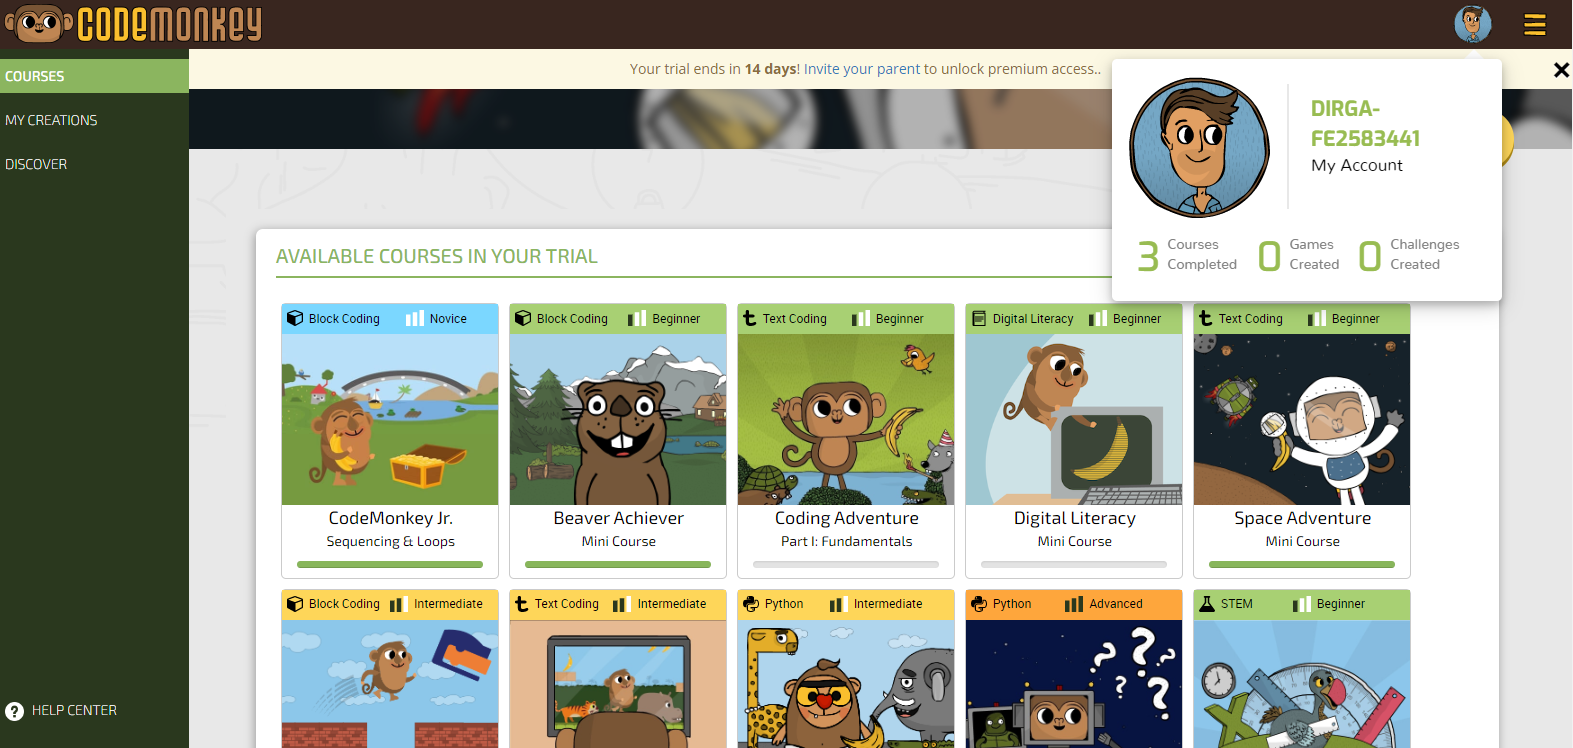 CODEMONKEY
COURSES
MY CREATIONS
DISCOVER
HELP CENTER
Your trial ends in 14 days! Invite your parent to unlock premium access..
DIRGA-
FE2583441
My Account
3 Courses Completed
0 Games Created
0 Challenges Created
AVAILABLE COURSES IN YOUR TRIAL
Block Coding Novice
CodeMonkey Jr.
Sequencing & Loops
Block Coding Beginner
Beaver Achiever
Mini Course
Text Coding Beginner
Coding Adventure
Part I: Fundamentals
Digital Literacy Beginner
Digital Literacy
Mini Course
Text Coding Beginner
Space Adventure
Mini Course
Block Coding Intermediate
Text Coding Intermediate
Python Intermediate
Python Advanced
STEM Beginner